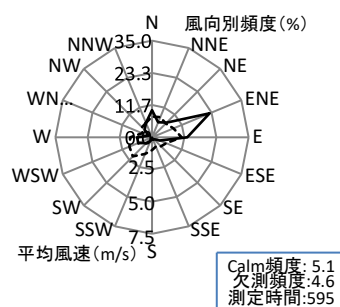 N 風向別頻度(%)
35.0
NNW NNE
NW 23.3 NE
WN... 11.7 ENE
W E
WSW 2.5 ESE
SW 5.0 SE
SSW SSE
平均風速(m/s) 7.5
S
Calm頻度: 5.1
欠測頻度:4.6
測定時間:595